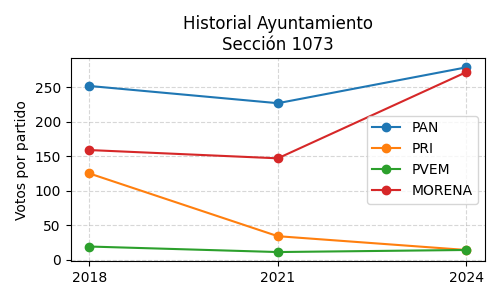 Historial Ayuntamiento
Sección 1073
Votos por partido
250
200
150
100
50
0
2018
2021
2024
PAN
PRI
PVEM
MORENA